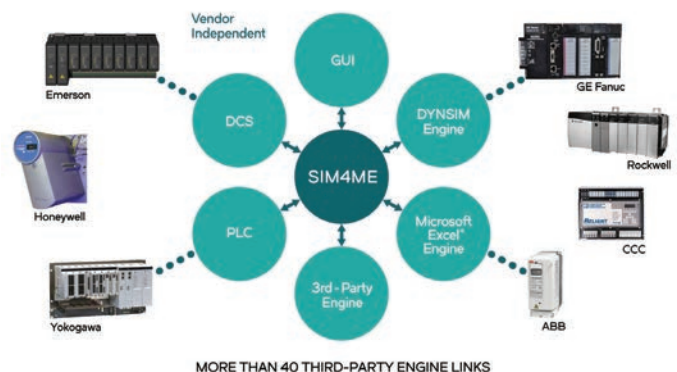 Vendor
Independent
GUI
Emerson
GE Fanuc
DCS
DYNSIM
Engine
Rockwell
SIM4ME
Honeywell
PLC
Microsoft
Excel®
Engine
RELIANT
CCC
3rd-Party
Engine
Yokogawa
ABB
MORE THAN 40 THIRD-PARTY ENGINE LINKS